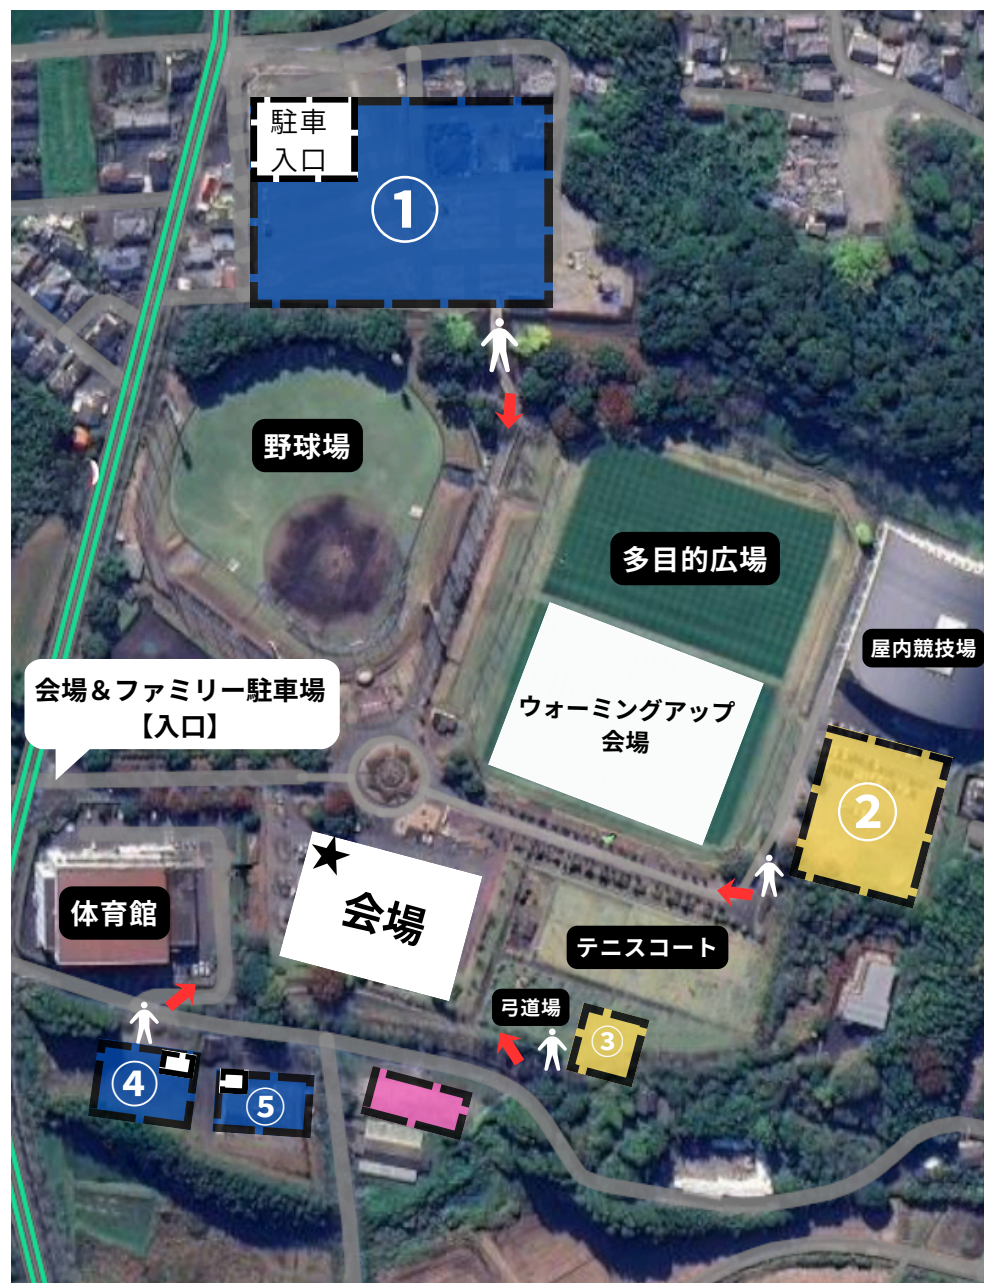 駐車
入口
①
野球場
多目的広場
屋内競技場
会場＆ファミリー駐車場
【入口】
ウォーミングアップ
会場
②
体育館
会場
テニスコート
弓道場
③
④
⑤